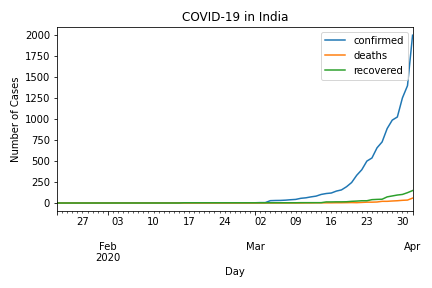 COVID-19 in India
confirmed
deaths
recovered
Number of Cases
2000
1750
1500
1250
1000
750
500
250
0
27 03 10 17 24 02 09 16 23 30
Feb Mar Apr
2020
Day